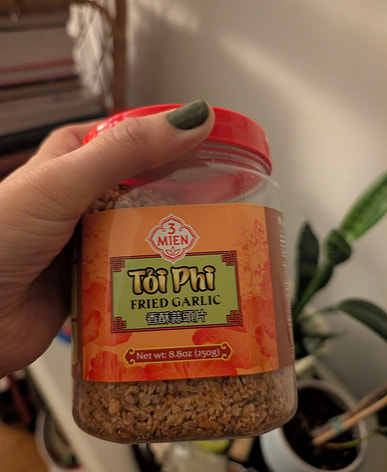 3
MIEN
Tỏi Phi
FRIED GARLIC
香酥蒜頭片
Net wt: 8.8oz (250g)